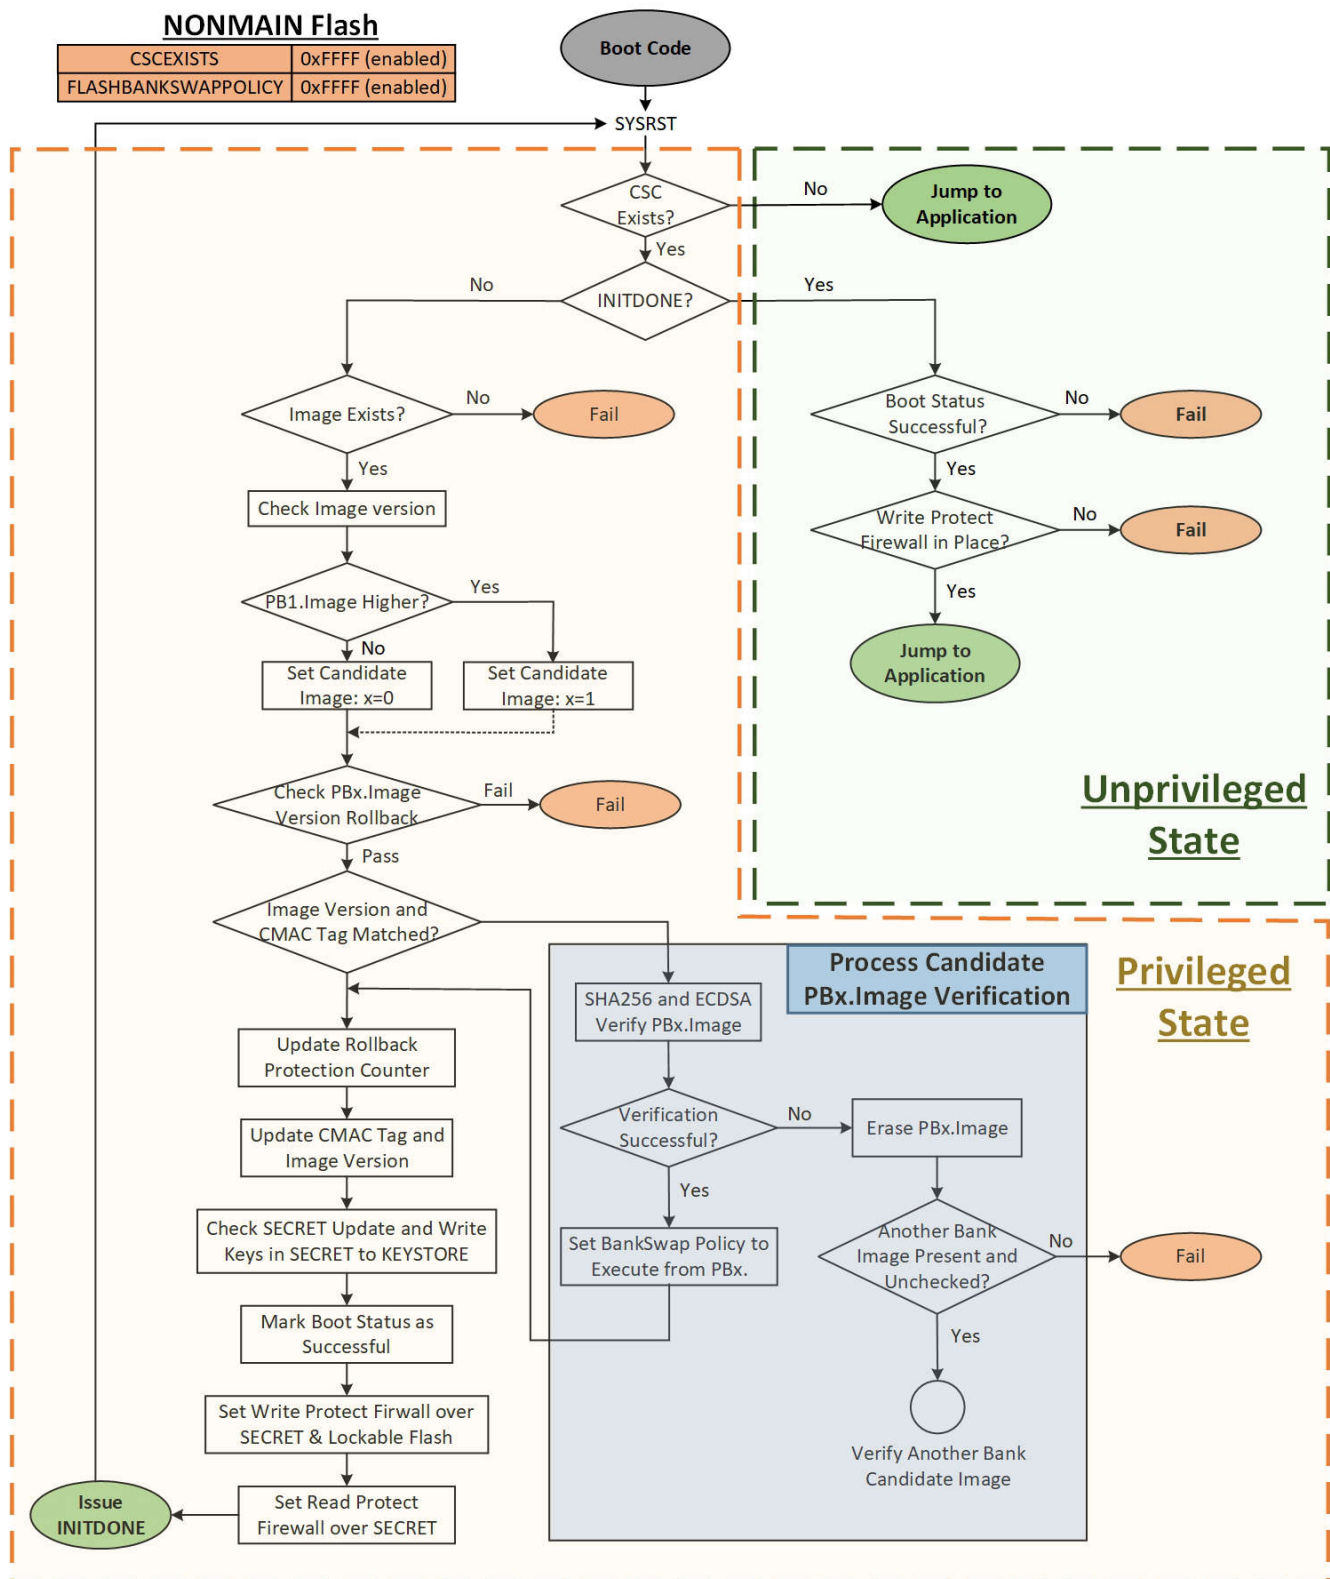 NONMAIN Flash
CSCEXISTS 0xFFFF (enabled)
FLASHBANKSWAPPOLICY 0xFFFF (enabled)
Boot Code
SYSRST
CSC
Exists?
No
Jump to
Application
Yes
INITDONE?
No
Yes
Image Exists?
No
Fail
Boot Status
Successful?
No
Fail
Yes
Yes
Check Image version
Write Protect
Firewall in Place?
No
Fail
Yes
PB1.Image Higher?
Yes
No
Jump to
Application
Set Candidate
Image: x=0
Set Candidate
Image: x=1
Check PBx.Image
Version Rollback
Fail
Fail
Pass
Unprivileged
State
Image Version and
CMAC Tag Matched?
Process Candidate
PBx.Image Verification
Privileged
State
SHA256 and ECDSA
Verify PBx.Image
Update Rollback
Protection Counter
Verification
Successful?
No
Erase PBx.Image
Update CMAC Tag and
Image Version
Yes
Check SECRET Update and Write
Keys in SECRET to KEYSTORE
Set BankSwap Policy to
Execute from PBx.
Another Bank
Image Present and
Unchecked?
No
Fail
Mark Boot Status as
Successful
Yes
Set Write Protect Firwall over
SECRET & Lockable Flash
Verify Another Bank
Candidate Image
Set Read Protect
Firewall over SECRET
Issue
INITDONE